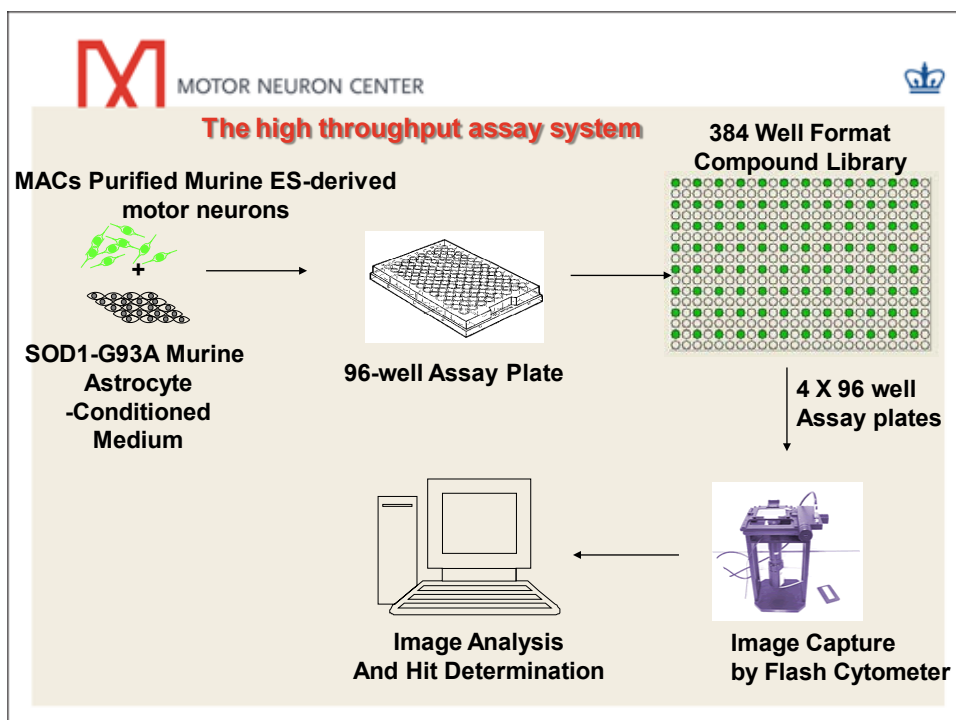 MOTOR NEURON CENTER
The high throughput assay system
384 Well Format
Compound Library
MACs Purified Murine ES-derived
motor neurons
+
SOD1-G93A Murine
Astrocyte
-Conditioned
Medium
96-well Assay Plate
4 X 96 well
Assay plates
Image Analysis
And Hit Determination
Image Capture
by Flash Cytometer